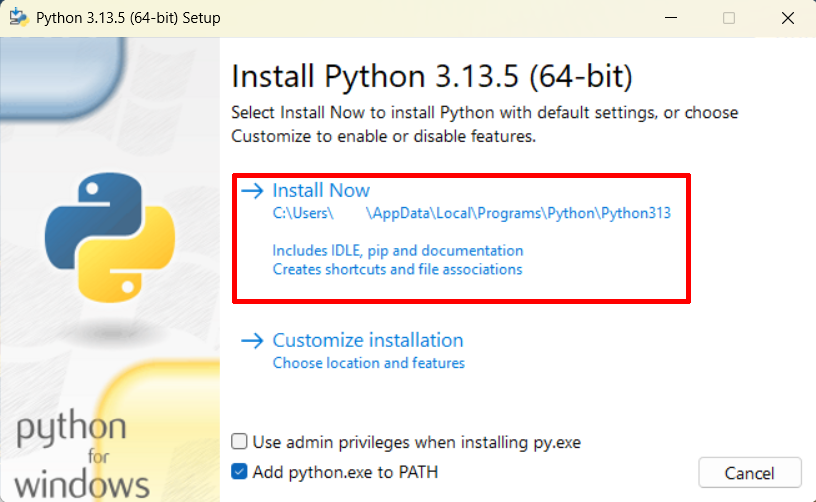 Python 3.13.5 (64-bit) Setup
Install Python 3.13.5 (64-bit)
Select Install Now to install Python with default settings, or choose
Customize to enable or disable features.
Install Now
C:\Users\ \AppData\Local\Programs\Python\Python313
Includes IDLE, pip and documentation
Creates shortcuts and file associations
Customize installation
Choose location and features
python
for
windows
Use admin privileges when installing py.exe
Add python.exe to PATH
Cancel